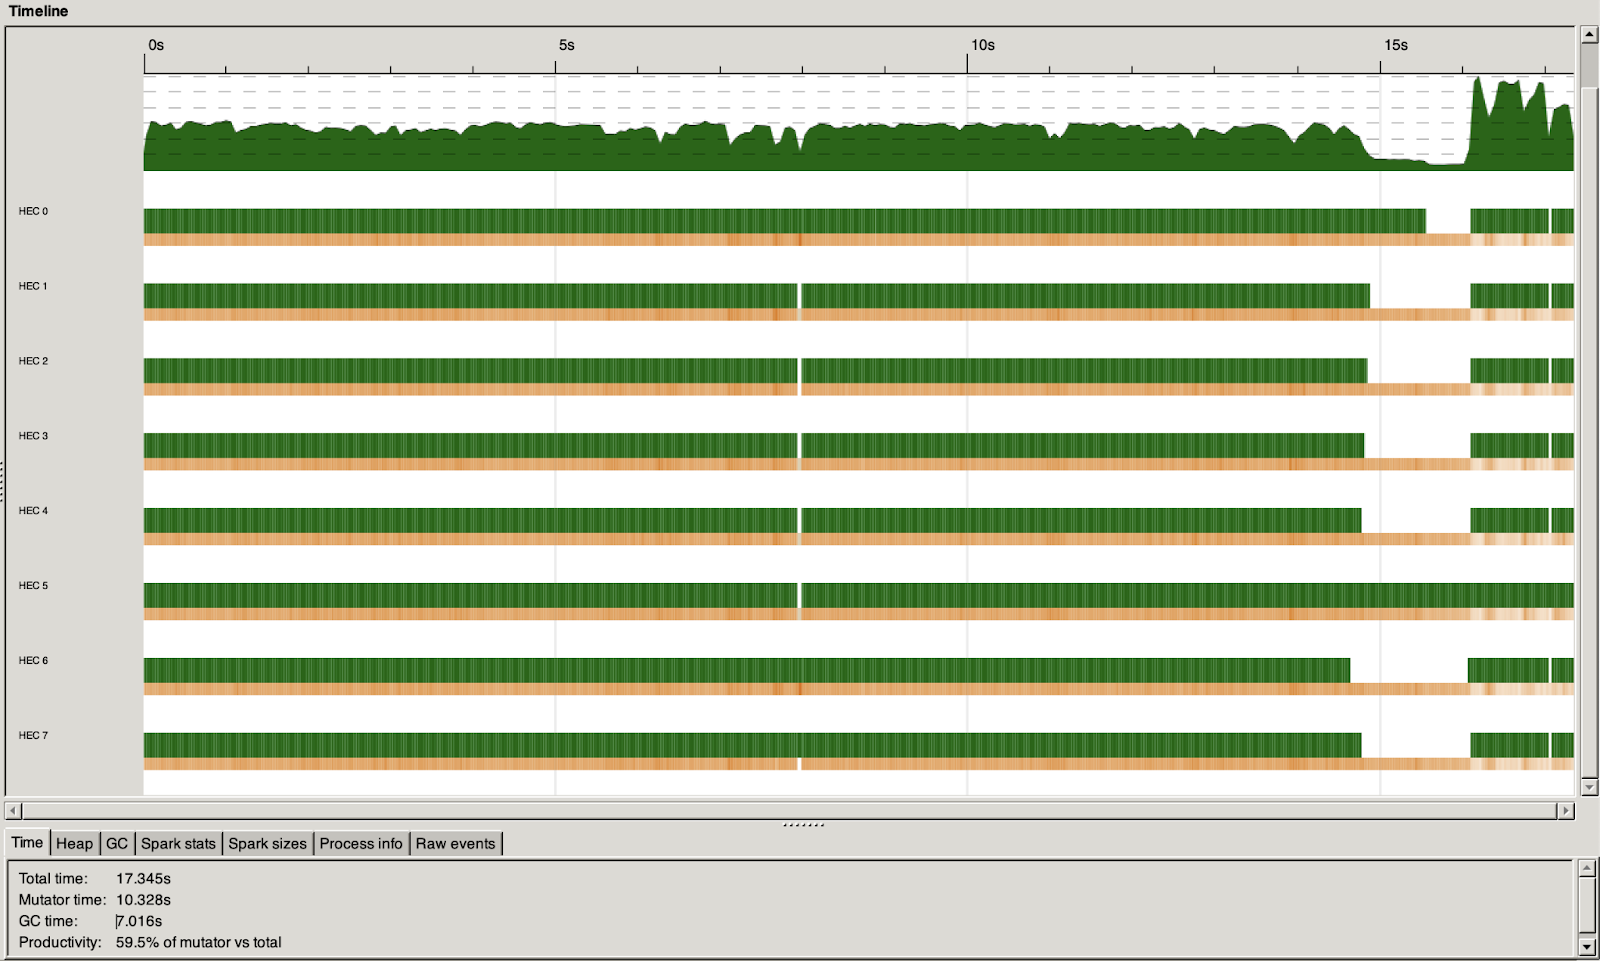 Timeline
0s 5s 10s 15s
HEC 0
HEC 1
HEC 2
HEC 3
HEC 4
HEC 5
HEC 6
HEC 7
Time Heap GC Spark stats Spark sizes Process info Raw events
Total time: 17.345s
Mutator time: 10.328s
GC time: 7.016s
Productivity: 59.5% of mutator vs total